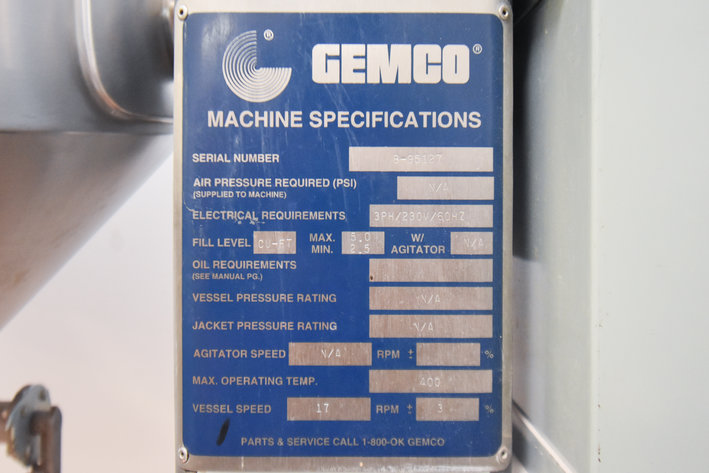 ®
GEMCO®
MACHINE SPECIFICATIONS
SERIAL NUMBER 8-95127
AIR PRESSURE REQUIRED (PSI) N/A
(SUPPLIED TO MACHINE)
ELECTRICAL REQUIREMENTS 3PH/230V/60HZ
FILL LEVEL CU-FT MAX. 5.0 W/ N/A
MIN. 2.5 AGITATOR
OIL REQUIREMENTS
(SEE MANUAL PG.)
VESSEL PRESSURE RATING N/A
JACKET PRESSURE RATING N/A
AGITATOR SPEED N/A RPM ± %
MAX. OPERATING TEMP. 400
VESSEL SPEED 17 RPM ± 3 %
PARTS & SERVICE CALL 1-800-OK GEMCO